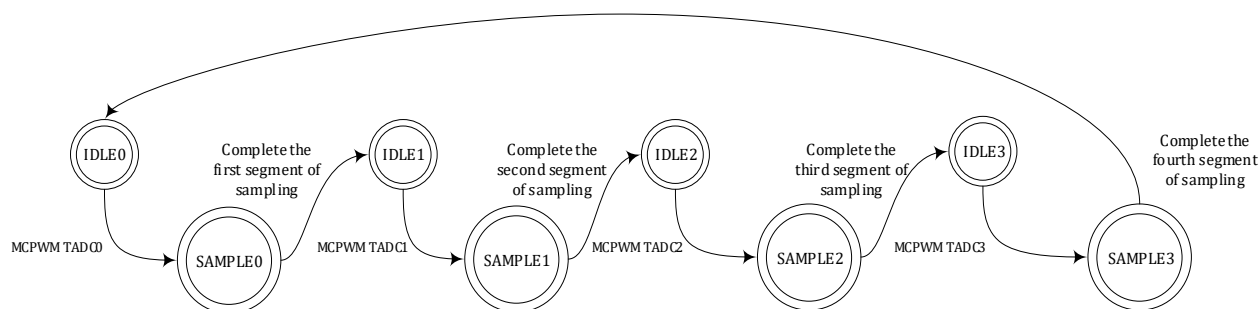 IDLE0
Complete the
first segment of
sampling
IDLE1
Complete the
second segment
of sampling
IDLE2
Complete the
third segment of
sampling
IDLE3
Complete the
fourth segment
of sampling
MCPWM TADC0
SAMPLE0
MCPWM TADC1
SAMPLE1
MCPWM TADC2
SAMPLE2
MCPWM TADC3
SAMPLE3